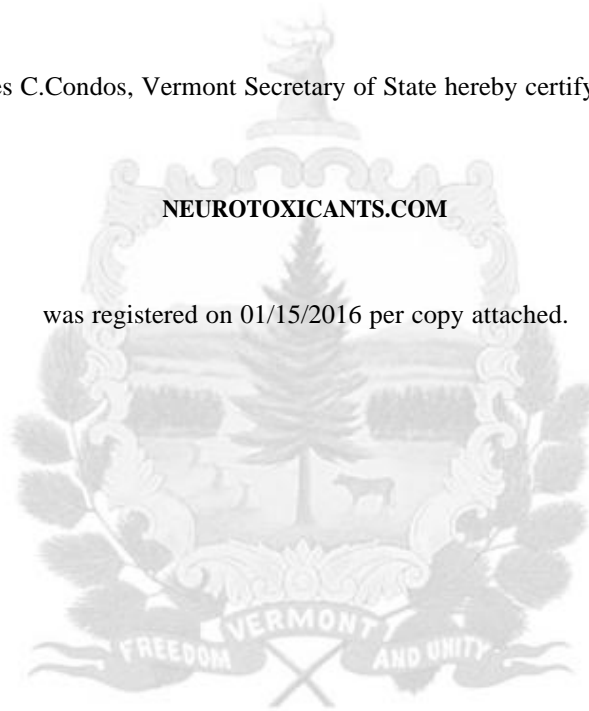 es C.Condos, Vermont Secretary of State hereby certify
NEUROTOXICANTS.COM
was registered on 01/15/2016 per copy attached.
VERMONT
FREEDOM AND UNITY